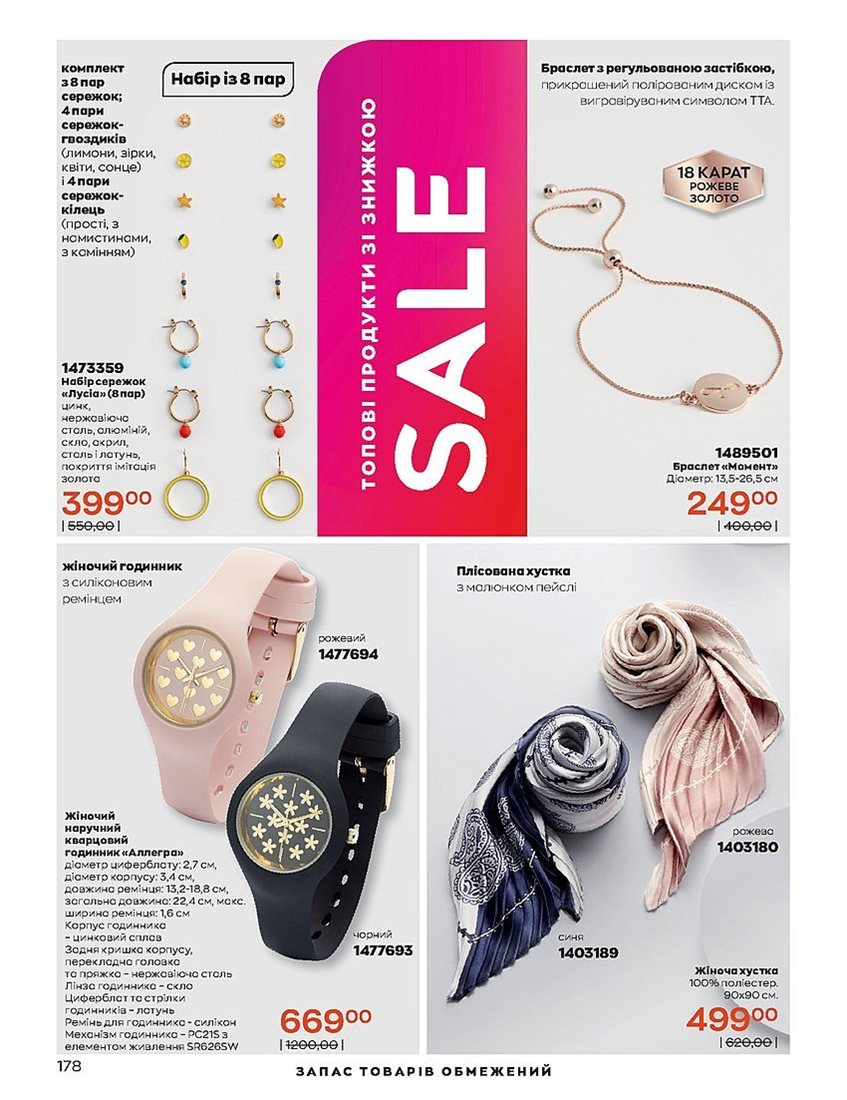 комплект
з 8 пар
сережок;
4 пари
сережок-
гвоздиків
(лимони, зірки,
квіти, сонце)
і 4 пари
сережок-
кілець
(прості, з
намистинами,
з камінням)
Набір із 8 пар
1473359
Набір сережок
«Лусіа» (8 пар)
цинк,
нержавіюча
сталь, алюміній,
скло, акрил,
сталь і латунь,
покриття імітація
золота
399⁰⁰
| 550,00 |
ТОПОВІ ПРОДУКТИ ЗІ ЗНИЖКОЮ
SALE
Браслет з регульованою застібкою,
прикрашений полірованим диском із
вигравіруваним символом ТТА.
18 КАРАТ
РОЖЕВЕ
ЗОЛОТО
1489501
Браслет «Момент»
Діаметр: 13,5-26,5 см
249⁰⁰
| 400,00 |
жіночий годинник
з силіконовим
ремінцем
рожевий
1477694
Жіночий
наручний
кварцовий
годинник «Аллегра»
діаметр циферблату: 2,7 см,
діаметр корпусу: 3,4 см,
довжина ремінця: 13,2-18,8 см,
загальна довжина: 22,4 см, макс.
ширина ремінця: 1,6 см
Корпус годинника
- цинковий сплав
Задня кришка корпусу,
перекладна головка
та пряжка – нержавіюча сталь
Лінза годинника – скло
Циферблат та стрілки
годинників – латунь
Ремінь для годинника - силікон
Механізм годинника – PC21S з
елементом живлення SR626SW
чорний
1477693
669⁰⁰
| 1200,00 |
Плісована хустка
з малюнком пейслі
рожева
1403180
синя
1403189
Жіноча хустка
100% поліестер.
90x90 см.
499⁰⁰
| 620,00 |
178
ЗАПАС ТОВАРІВ ОБМЕЖЕНИЙ